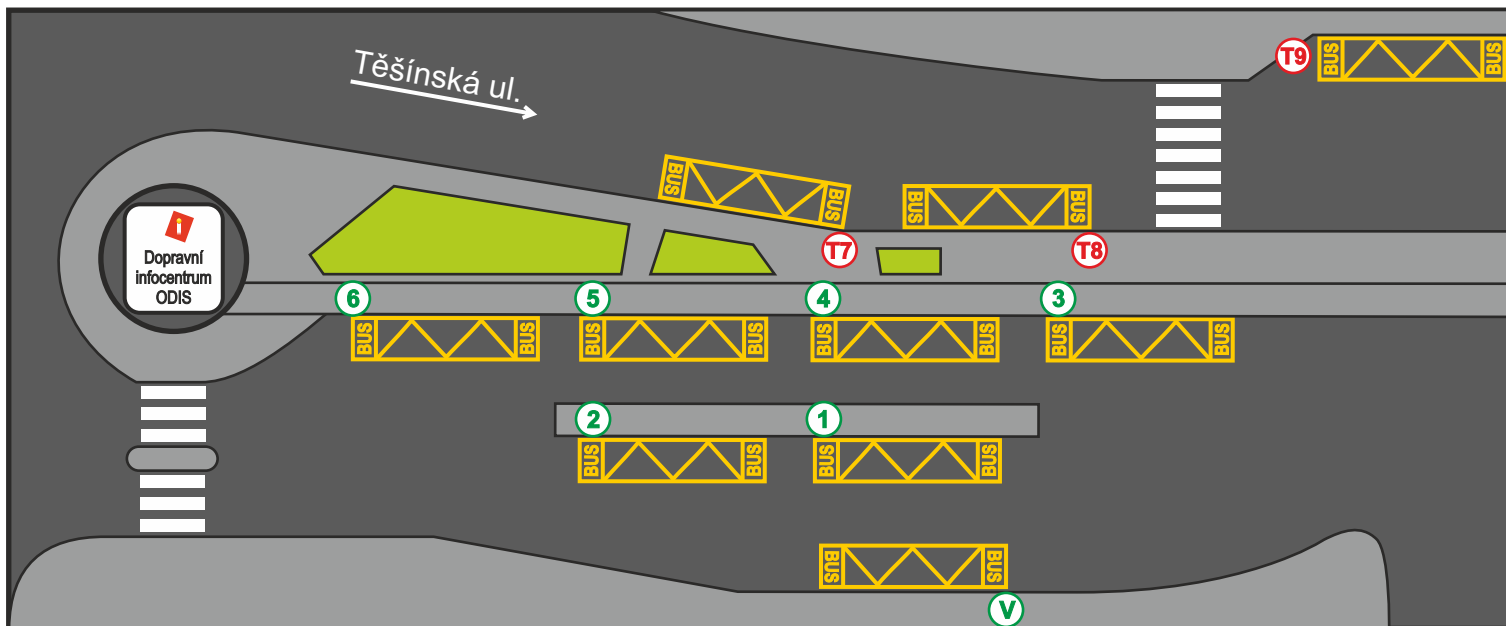 Těšínská ul.
T9
BUS BUS
BUS BUS
BUS BUS
T7
T8
Dopravní
infocentrum
ODIS
6
5
4
3
BUS BUS
BUS BUS
BUS BUS
BUS BUS
2
1
BUS BUS
BUS BUS
BUS BUS
V